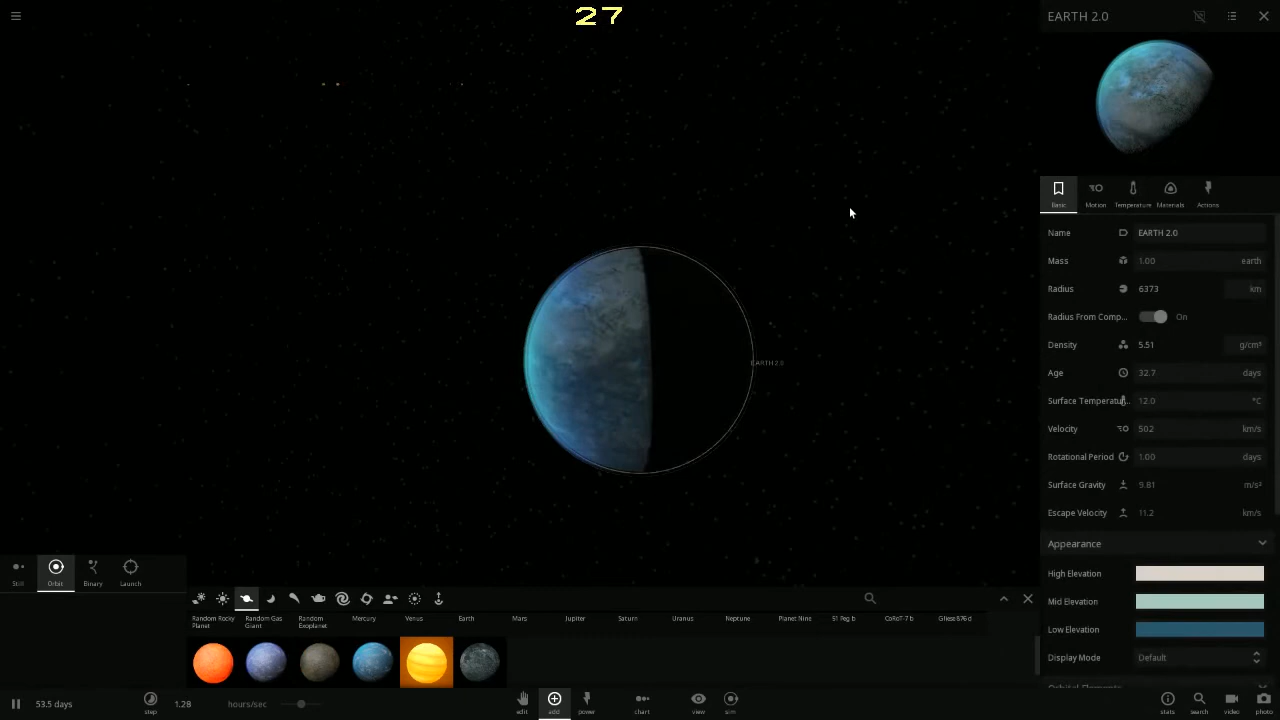 27
EARTH 2.0
EARTH 2.0
Basic Motion Temperature Materials Actions
Name EARTH 2.0
Mass 1.00 earth
Radius 6373 km
Radius From Comp... On
Density 5.51 g/cm³
Age 32.7 days
Surface Temperatu... 12.0 °C
Velocity 502 km/s
Rotational Period 1.00 days
Surface Gravity 9.81 m/s²
Escape Velocity 11.2 km/s
Appearance
High Elevation
Mid Elevation
Low Elevation
Display Mode Default
Orbital Elements
Still Orbit Binary Launch
Random Rocky Planet
Random Gas Giant
Random Exoplanet
Mercury
Venus
Earth
Mars
Jupiter
Saturn
Uranus
Neptune
Planet Nine
51 Peg b
CoRoT-7 b
Gliese 876 d
53.5 days step 1.28 hours/sec edit add power chart view sim stats search video photo